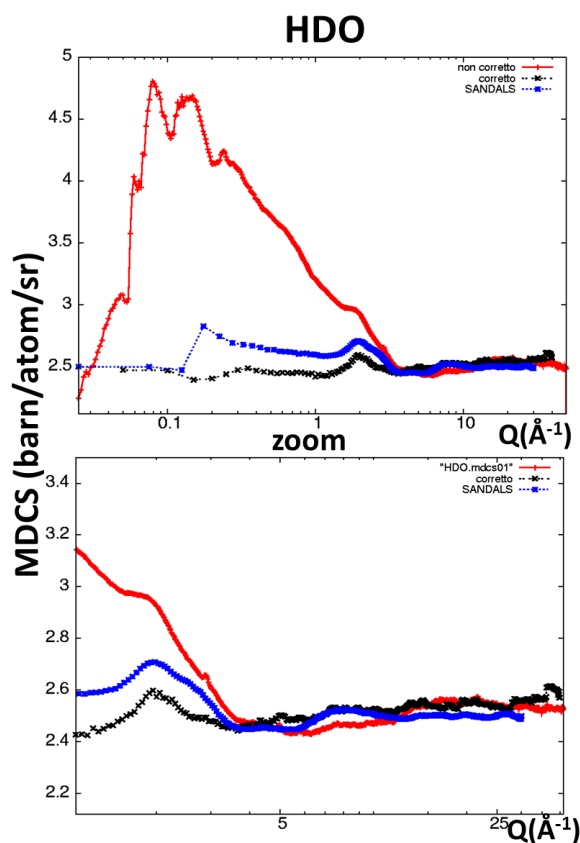 HDO
non corretto
corretto
SANDALS
5
4.5
4
3.5
3
2.5
0.1
1
10
zoom
Q(Å⁻¹)
MDCS (barn/atom/sr)
"HDO.mdcs01"
corretto
SANDALS
3.4
3.2
3
2.8
2.6
2.4
2.2
5
25
Q(Å⁻¹)